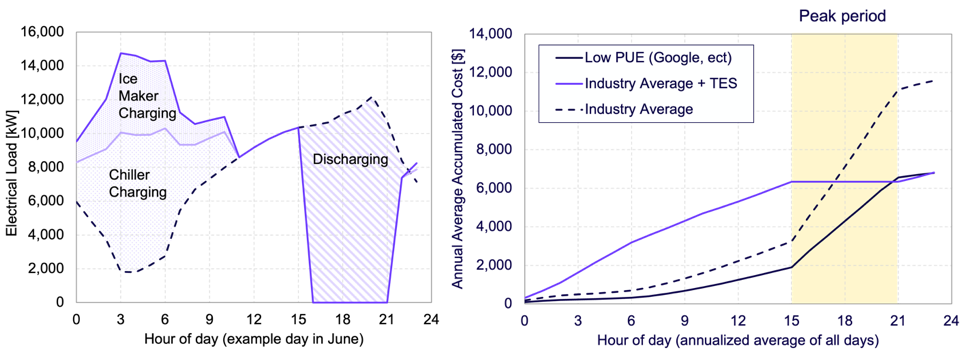 16,000
14,000
12,000
10,000
8,000
6,000
4,000
2,000
0
Electrical Load [kW]
Ice
Maker
Charging
Chiller
Charging
Discharging
0 3 6 9 12 15 18 21 24
Hour of day (example day in June)
Peak period
14,000
12,000
10,000
8,000
6,000
4,000
2,000
0
Annual Average Accumulated Cost [$]
Low PUE (Google, ect)
Industry Average + TES
Industry Average
0 3 6 9 12 15 18 21 24
Hour of day (annualized average of all days)